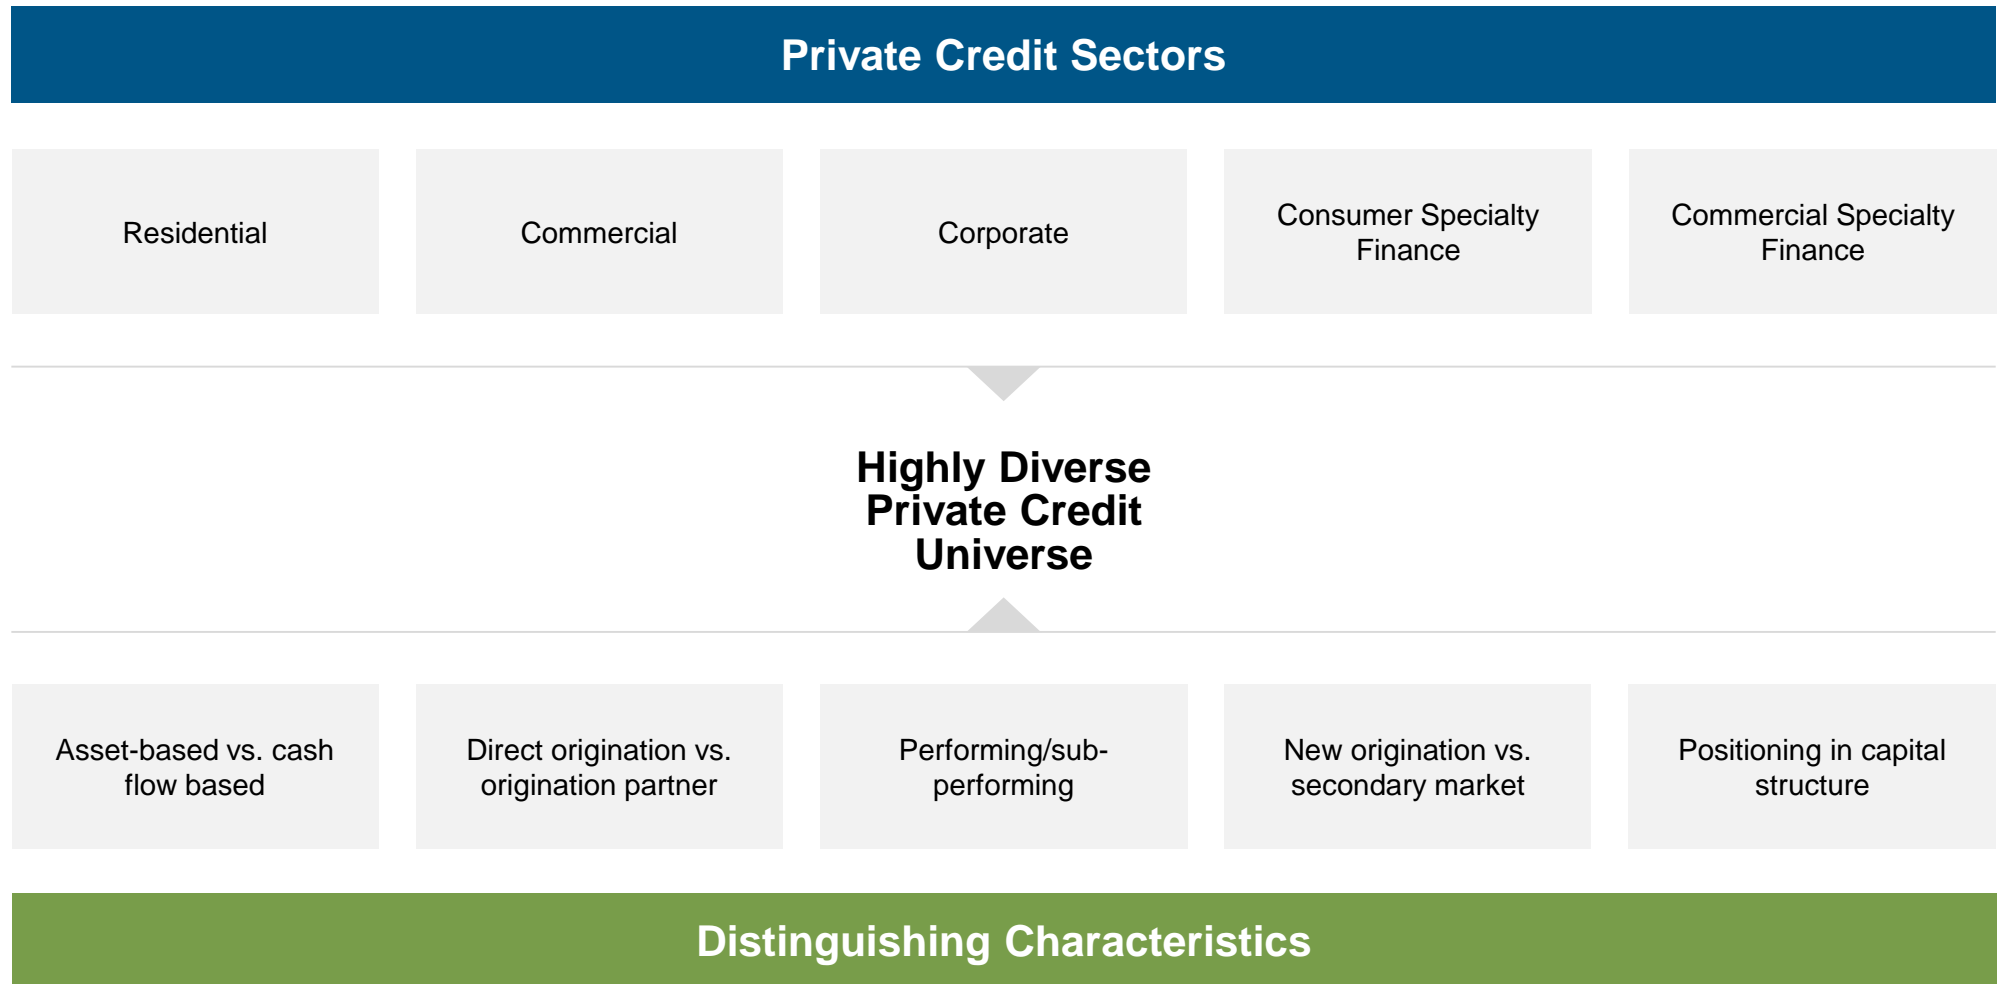 Private Credit Sectors
Residential
Commercial
Corporate
Consumer Specialty
Finance
Commercial Specialty
Finance
Highly Diverse
Private Credit
Universe
Asset-based vs. cash
flow based
Direct origination vs.
origination partner
Performing/sub-
performing
New origination vs.
secondary market
Positioning in capital
structure
Distinguishing Characteristics